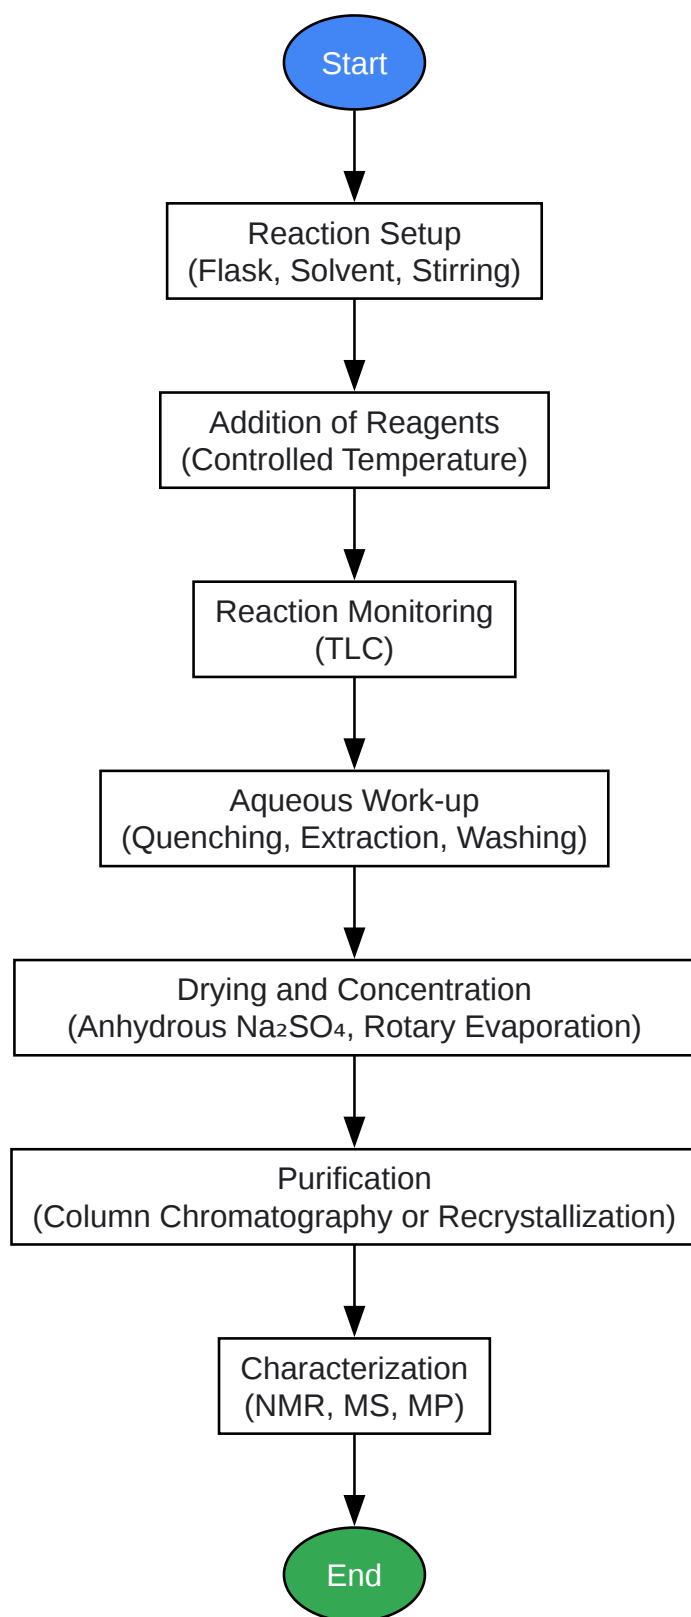 Start
Reaction Setup
(Flask, Solvent, Stirring)
Addition of Reagents
(Controlled Temperature)
Reaction Monitoring
(TLC)
Aqueous Work-up
(Quenching, Extraction, Washing)
Drying and Concentration
(Anhydrous Na₂SO₄, Rotary Evaporation)
Purification
(Column Chromatography or Recrystallization)
Characterization
(NMR, MS, MP)
End